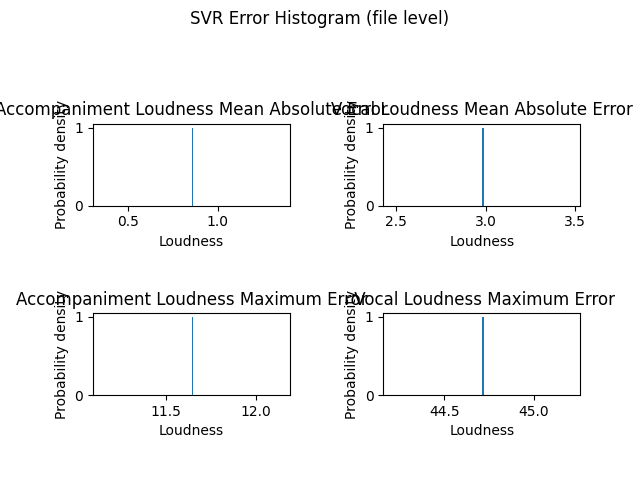 SVR Error Histogram (file level)
Accompaniment Loudness Mean Absolute Error
Vocal Loudness Mean Absolute Error
Probability density
1
0
0.5
1.0
Loudness
Probability density
1
0
2.5
3.0
3.5
Loudness
Accompaniment Loudness Maximum Error
Vocal Loudness Maximum Error
Probability density
1
0
11.5
12.0
Loudness
Probability density
1
0
44.5
45.0
Loudness